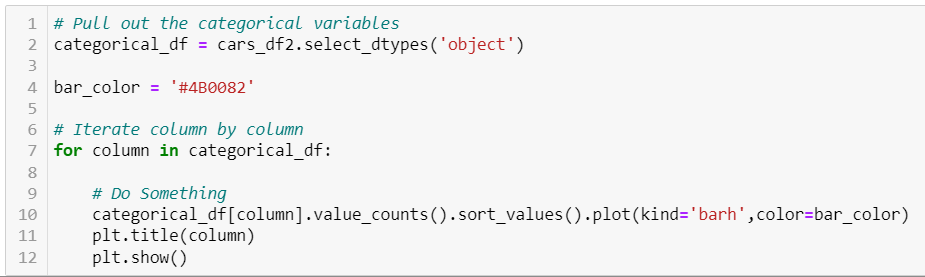 1 # Pull out the categorical variables
2 categorical_df = cars_df2.select_dtypes('object')
3
4 bar_color = '#4B0082'
5
6 # Iterate column by column
7 for column in categorical_df:
8
9     # Do Something
10     categorical_df[column].value_counts().sort_values().plot(kind='barh',color=bar_color)
11     plt.title(column)
12     plt.show()